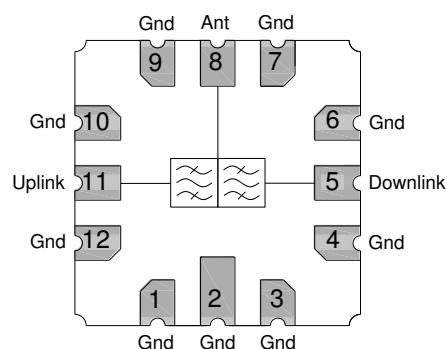 Gnd Ant Gnd
9 8 7
Gnd 10 6 Gnd
Uplink 11 5 Downlink
Gnd 12 4 Gnd
1 2 3
Gnd Gnd Gnd